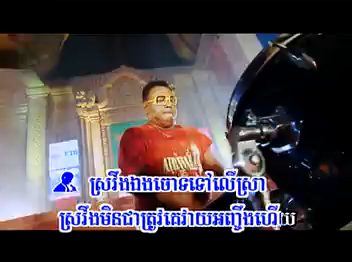 ស្រវឹងឯងចោទទៅលើស្រា
ស្រវឹងមិនជាត្រូវគេវាយអញ្ចឹងហើយ